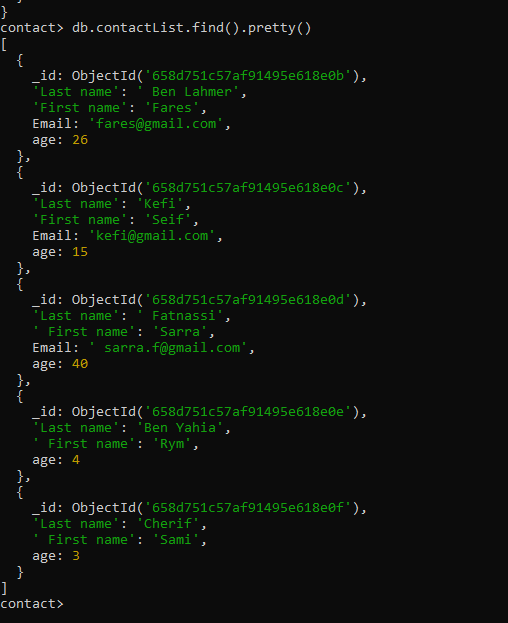 }
contact> db.contactList.find().pretty()
[
  {
    _id: ObjectId('658d751c57af91495e618e0b'),
    'Last name': ' Ben Lahmer',
    'First name': 'Fares',
    Email: 'fares@gmail.com',
    age: 26
  },
  {
    _id: ObjectId('658d751c57af91495e618e0c'),
    'Last name': 'Kefi',
    'First name': 'Seif',
    Email: 'kefi@gmail.com',
    age: 15
  },
  {
    _id: ObjectId('658d751c57af91495e618e0d'),
    'Last name': ' Fatnassi',
    ' First name': 'Sarra',
    Email: ' sarra.f@gmail.com',
    age: 40
  },
  {
    _id: ObjectId('658d751c57af91495e618e0e'),
    'Last name': 'Ben Yahia',
    ' First name': 'Rym',
    age: 4
  },
  {
    _id: ObjectId('658d751c57af91495e618e0f'),
    'Last name': 'Cherif',
    ' First name': 'Sami',
    age: 3
  }
]
contact>